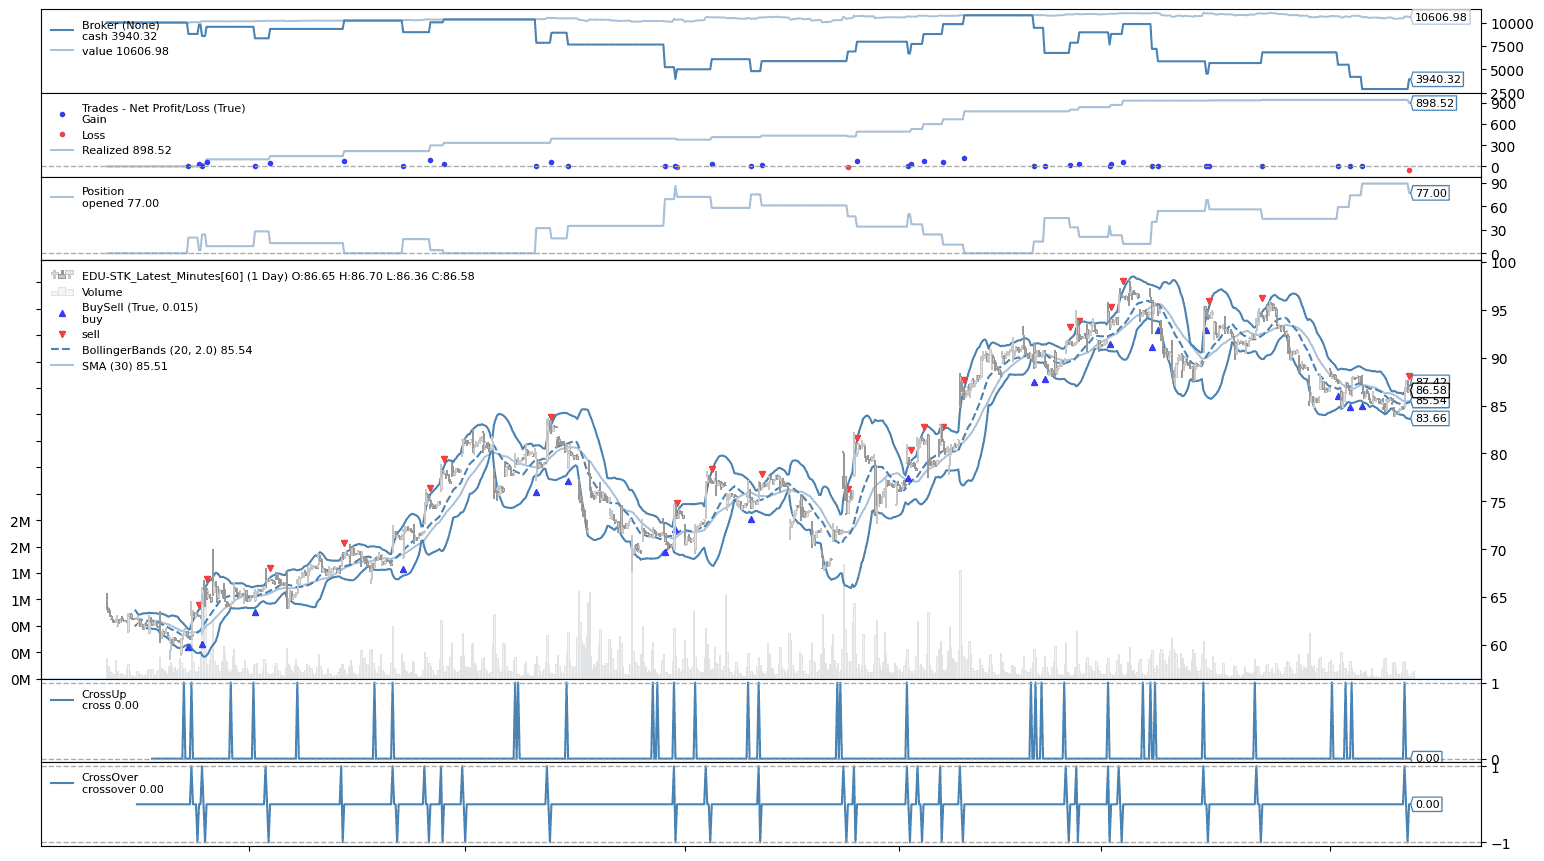 Broker (None)
cash 3940.32
value 10606.98
10606.98
10000
7500
5000
3940.32
2500
Trades - Net Profit/Loss (True)
Gain
Loss
Realized 898.52
900
898.52
600
300
0
Position
opened 77.00
90
77.00
60
30
0
EDU-STK_Latest_Minutes[60] (1 Day) O:86.65 H:86.70 L:86.36 C:86.58
Volume
BuySell (True, 0.015)
buy
sell
BollingerBands (20, 2.0) 85.54
SMA (30) 85.51
100
95
90
87.42
86.58
85.54
85
83.66
80
75
70
65
60
2M
2M
1M
1M
0M
0M
0M
CrossUp
cross 0.00
1
0.00
0
CrossOver
crossover 0.00
1
0.00
−1